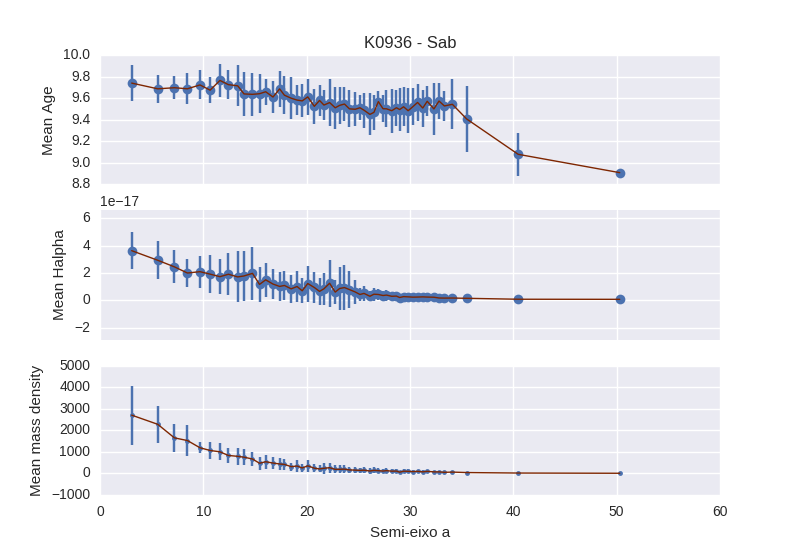 K0936 - Sab
10.0
9.8
9.6
9.4
9.2
9.0
8.8
Mean Age
1e−17
6
4
2
0
−2
Mean Halpha
5000
4000
3000
2000
1000
0
−1000
Mean mass density
0 10 20 30 40 50 60
Semi-eixo a